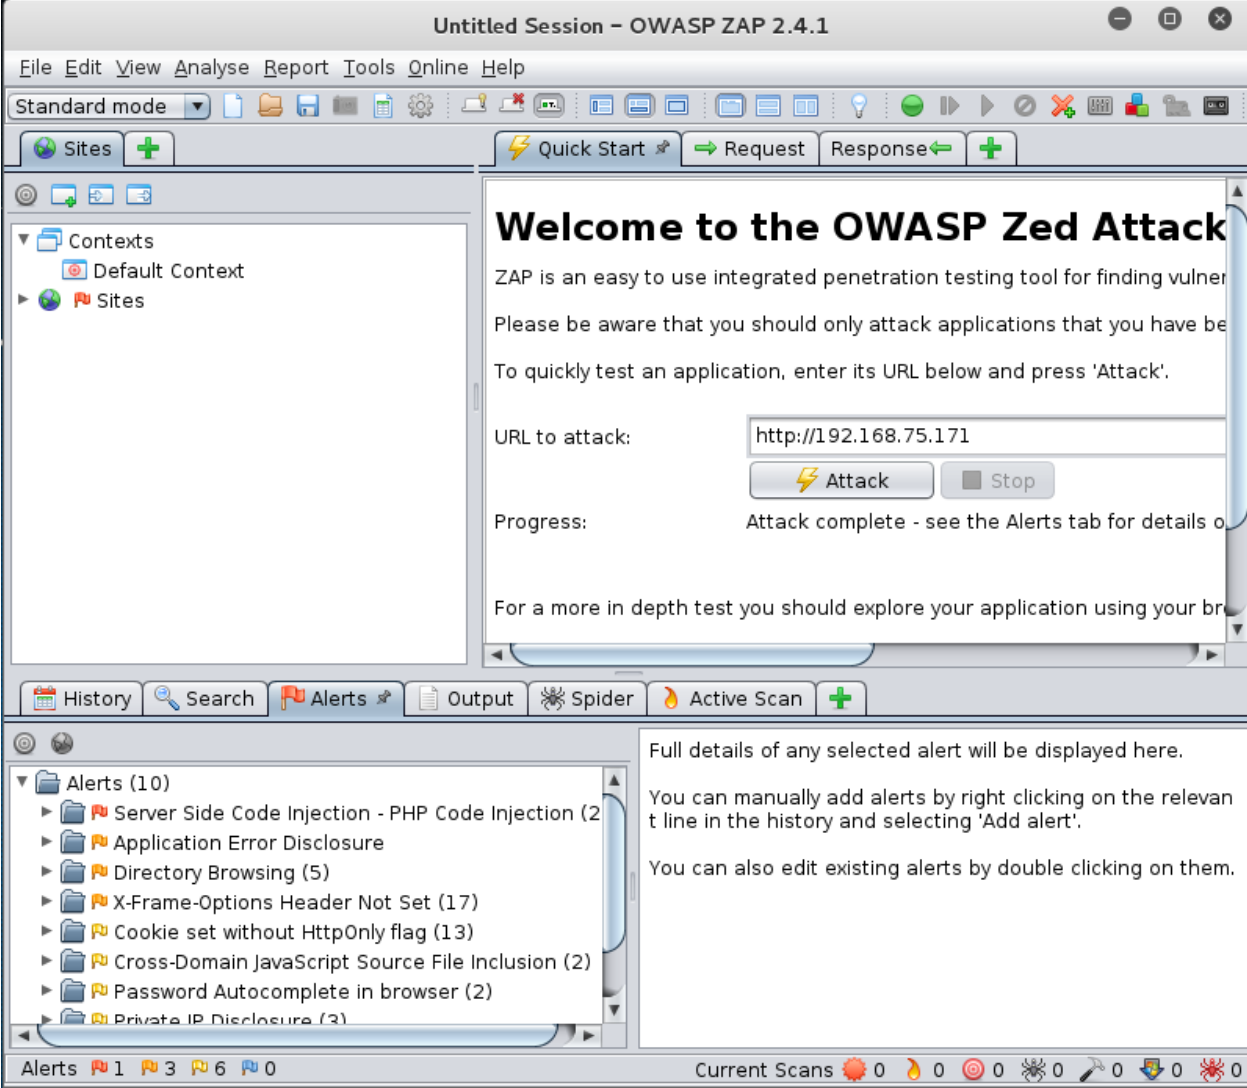 Untitled Session – OWASP ZAP 2.4.1
File Edit View Analyse Report Tools Online Help
Standard mode
Sites
Quick Start
Request
Response
Contexts
Default Context
Sites
Welcome to the OWASP Zed Attack
ZAP is an easy to use integrated penetration testing tool for finding vulner
Please be aware that you should only attack applications that you have be
To quickly test an application, enter its URL below and press 'Attack'.
URL to attack:
http://192.168.75.171
Attack
Stop
Progress:
Attack complete - see the Alerts tab for details o
For a more in depth test you should explore your application using your bro
History
Search
Alerts
Output
Spider
Active Scan
Alerts (10)
Server Side Code Injection - PHP Code Injection (2
Application Error Disclosure
Directory Browsing (5)
X-Frame-Options Header Not Set (17)
Cookie set without HttpOnly flag (13)
Cross-Domain JavaScript Source File Inclusion (2)
Password Autocomplete in browser (2)
Private IP Disclosure (3)
Full details of any selected alert will be displayed here.
You can manually add alerts by right clicking on the relevan
t line in the history and selecting 'Add alert'.
You can also edit existing alerts by double clicking on them.
Alerts 1 3 6 0
Current Scans 0 0 0 0 0 0 0